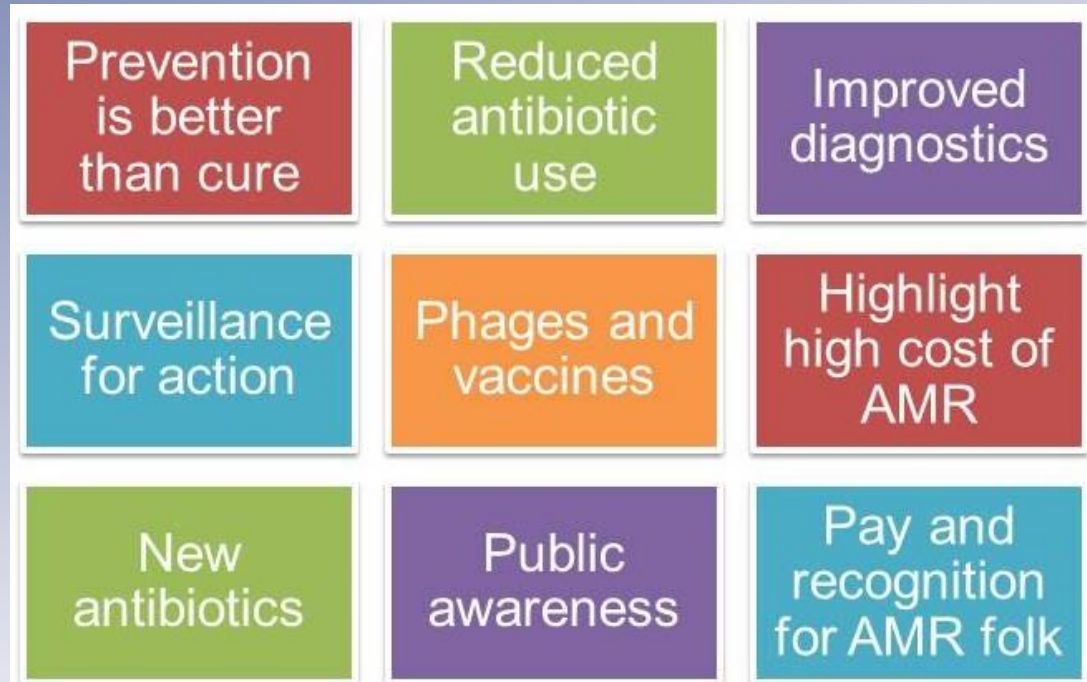 Prevention
is better
than cure
Reduced
antibiotic
use
Improved
diagnostics
Surveillance
for action
Phages and
vaccines
Highlight
high cost of
AMR
New
antibiotics
Public
awareness
Pay and
recognition
for AMR folk